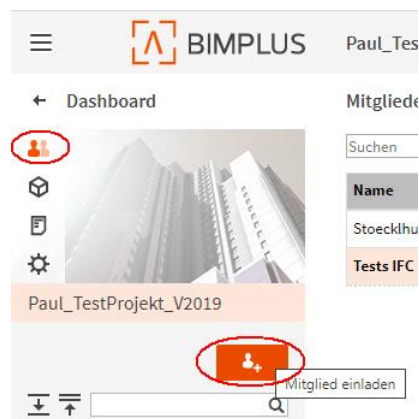 BIMPLUS
Paul_Tes
Dashboard
Mitgliede
Suchen
Name
Stoecklhu
Tests IFC
Paul_TestProjekt_V2019
Mitglied einladen